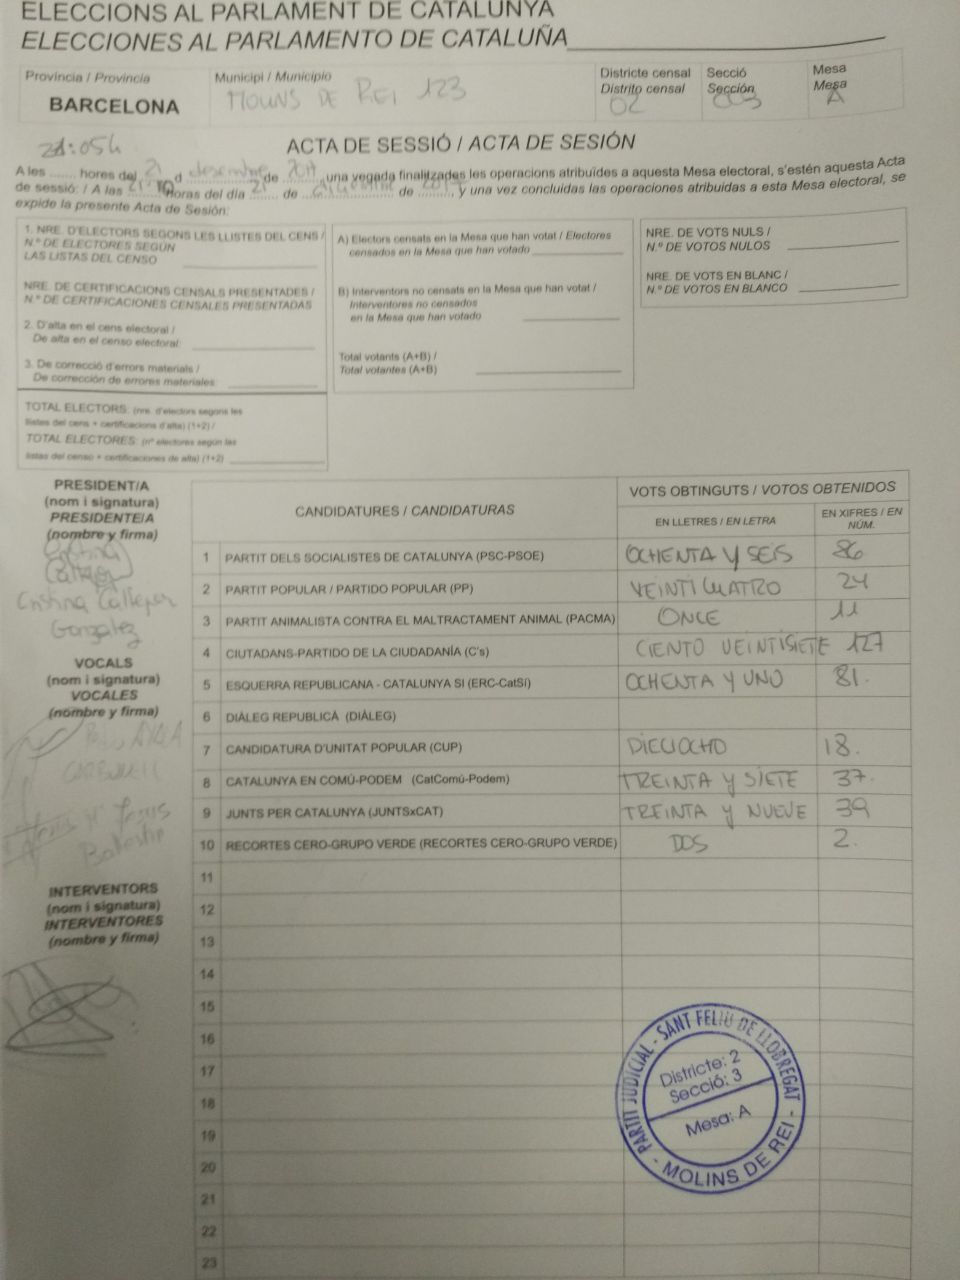 ELECCIONS AL PARLAMENT DE CATALUNYA
ELECCIONES AL PARLAMENTO DE CATALUÑA
Província / Provincia
BARCELONA
Municipi / Municipio
MOLINS DE REI 123
Districte censal
Distrito censal
02
Secció
Sección
003
Mesa
Mesa
A
21:05h
ACTA DE SESSIÓ / ACTA DE SESIÓN
A les ....... hores del 21 d desembre de 2017 una vegada finalitzades les operacions atribuïdes a aquesta Mesa electoral, s'estén aquesta Acta
de sessió: / A las 21'10 horas del día 21 de ........ de 2017 y una vez concluidas las operaciones atribuidas a esta Mesa electoral, se
expide la presente Acta de Sesión:
1. NRE. D'ELECTORS SEGONS LES LLISTES DEL CENS /
N.º DE ELECTORES SEGÚN
LAS LISTAS DEL CENSO
NRE. DE CERTIFICACIONS CENSALS PRESENTADES /
N.º DE CERTIFICACIONES CENSALES PRESENTADAS
2. D'alta en el cens electoral /
De alta en el censo electoral:
3. De correcció d'errors materials /
De corrección de errores materiales:
TOTAL ELECTORS: (nre. d'electors segons les
llistes del cens + certificacions d'alta) (1+2) /
TOTAL ELECTORES: (nº electores según las
listas del censo + certificaciones de alta) (1+2)
A) Electors censats en la Mesa que han votat / Electores
censados en la Mesa que han votado
B) Interventors no censats en la Mesa que han votat /
Interventores no censados
en la Mesa que han votado
Total votants (A+B) /
Total votantes (A+B)
NRE. DE VOTS NULS /
N.º DE VOTOS NULOS
NRE. DE VOTS EN BLANC /
N.º DE VOTOS EN BLANCO
PRESIDENT/A
(nom i signatura)
PRESIDENTE/A
(nombre y firma)
Cristina
Callejon
Cristina Callejon
Gonzalez
VOCALS
(nom i signatura)
VOCALES
(nombre y firma)
INTERVENTORS
(nom i signatura)
INTERVENTORES
(nombre y firma)
CANDIDATURES / CANDIDATURAS
VOTS OBTINGUTS / VOTOS OBTENIDOS
EN LLETRES / EN LETRA
EN XIFRES / EN NÚM.
1 PARTIT DELS SOCIALISTES DE CATALUNYA (PSC-PSOE) OCHENTA Y SEIS 86
2 PARTIT POPULAR / PARTIDO POPULAR (PP) VEINTICUATRO 24
3 PARTIT ANIMALISTA CONTRA EL MALTRACTAMENT ANIMAL (PACMA) ONCE 11
4 CIUTADANS-PARTIDO DE LA CIUDADANÍA (C's) CIENTO VEINTISIETE 127
5 ESQUERRA REPUBLICANA - CATALUNYA SÍ (ERC-CatSí) OCHENTA Y UNO 81.
6 DIÀLEG REPUBLICÀ (DIÀLEG)
7 CANDIDATURA D'UNITAT POPULAR (CUP) DIECIOCHO 18.
8 CATALUNYA EN COMÚ-PODEM (CatComú-Podem) TREINTA Y SIETE 37.
9 JUNTS PER CATALUNYA (JUNTSxCAT) TREINTA Y NUEVE 39
10 RECORTES CERO-GRUPO VERDE (RECORTES CERO-GRUPO VERDE) DOS 2.
11
12
13
14
15
16
17
18
19
20
21
22
23
PARTIT JUDICIAL - SANT FELIU DE LLOBREGAT
Districte: 2
Secció: 3
Mesa: A
- MOLINS DE REI -